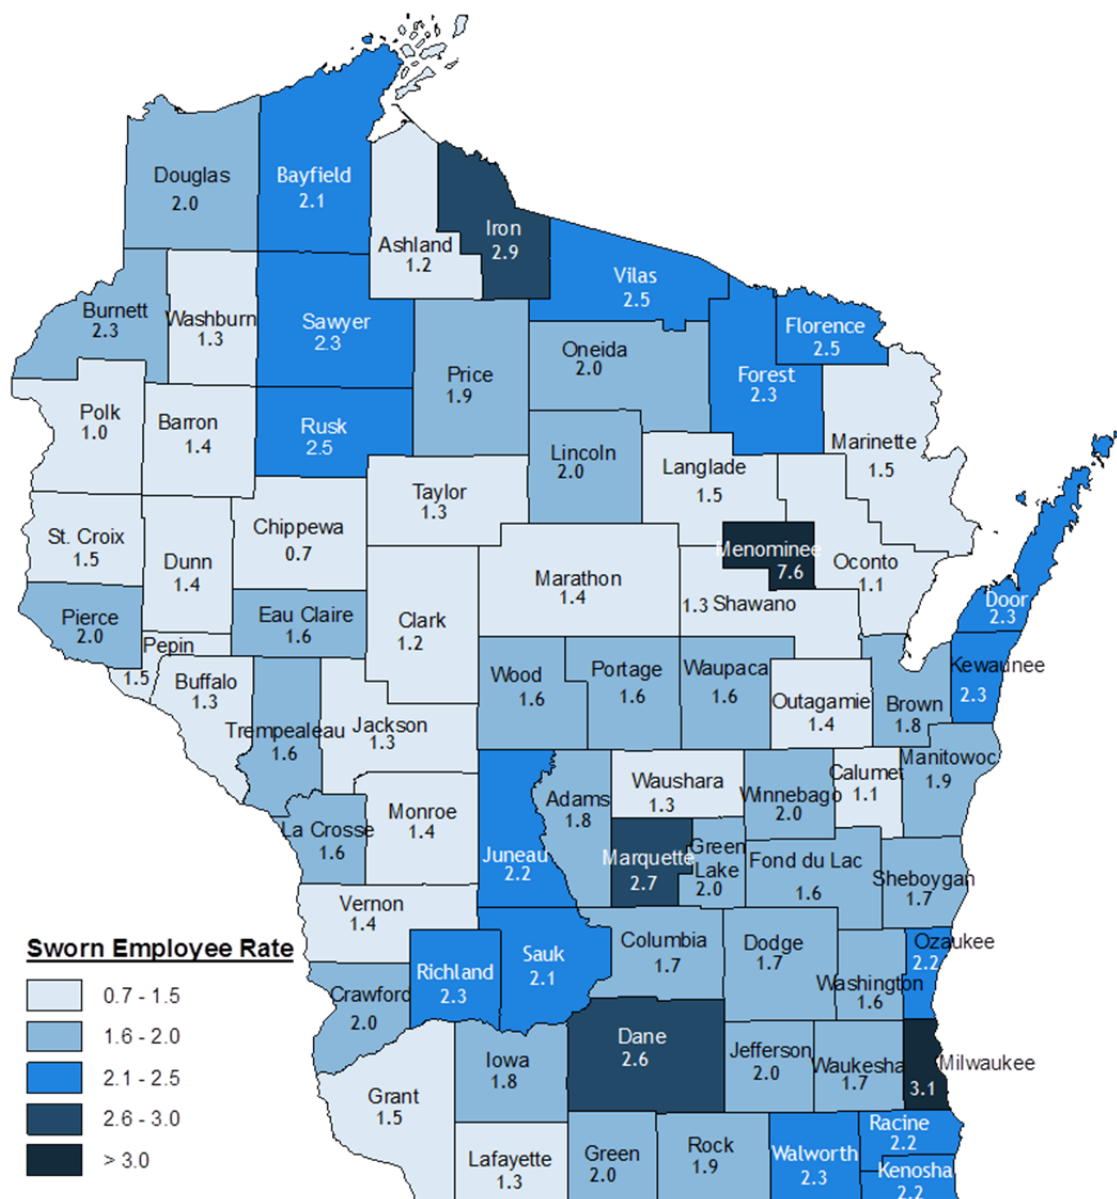 Douglas
2.0
Bayfield
2.1
Ashland
1.2
Iron
2.9
Vilas
2.5
Florence
2.5
Burnett
2.3
Washburn
1.3
Sawyer
2.3
Price
1.9
Oneida
2.0
Forest
2.3
Polk
1.0
Barron
1.4
Rusk
2.5
Lincoln
2.0
Langlade
1.5
Marinette
1.5
Taylor
1.3
St. Croix
1.5
Dunn
1.4
Chippewa
0.7
Marathon
1.4
Menominee
7.6
Oconto
1.1
Pierce
2.0
Eau Claire
1.6
Clark
1.2
1.3 Shawano
Door
2.3
Pepin
1.5
Buffalo
1.3
Trempealeau
1.6
Jackson
1.3
Wood
1.6
Portage
1.6
Waupaca
1.6
Outagamie
1.4
Brown
1.8
Kewaunee
2.3
La Crosse
1.6
Monroe
1.4
Juneau
2.2
Adams
1.8
Waushara
1.3
Winnebago
2.0
Calumet
1.1
Manitowoc
1.9
Marquette
2.7
Green
Lake
2.0
Fond du Lac
1.6
Sheboygan
1.7
Vernon
1.4
Crawford
2.0
Richland
2.3
Sauk
2.1
Columbia
1.7
Dodge
1.7
Washington
1.6
Ozaukee
2.2
Grant
1.5
Iowa
1.8
Dane
2.6
Jefferson
2.0
Waukesha
1.7
Milwaukee
3.1
Lafayette
1.3
Green
2.0
Rock
1.9
Walworth
2.3
Racine
2.2
Kenosha
2.2
Sworn Employee Rate
0.7 - 1.5
1.6 - 2.0
2.1 - 2.5
2.6 - 3.0
> 3.0